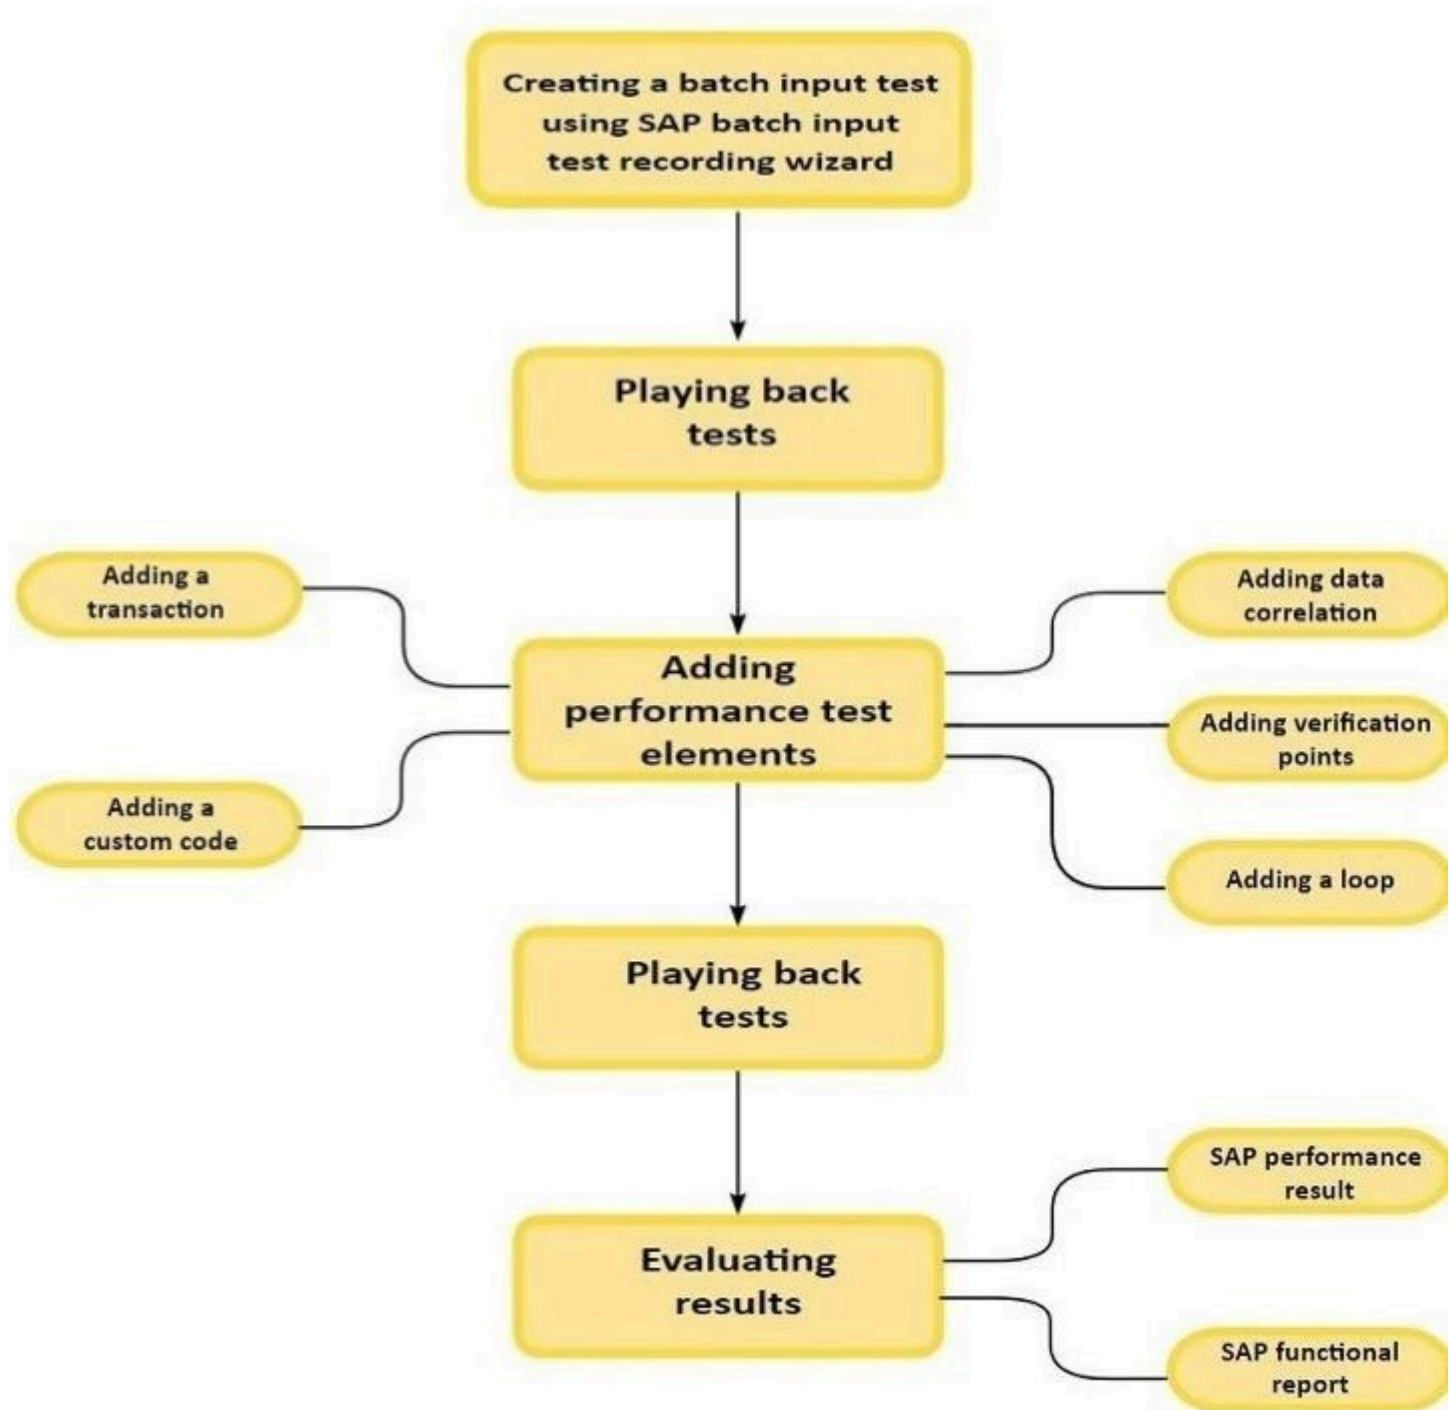 Creating a batch input test
using SAP batch input
test recording wizard
Playing back
tests
Adding a
transaction
Adding data
correlation
Adding
performance test
elements
Adding verification
points
Adding a
custom code
Adding a loop
Playing back
tests
SAP performance
result
Evaluating
results
SAP functional
report